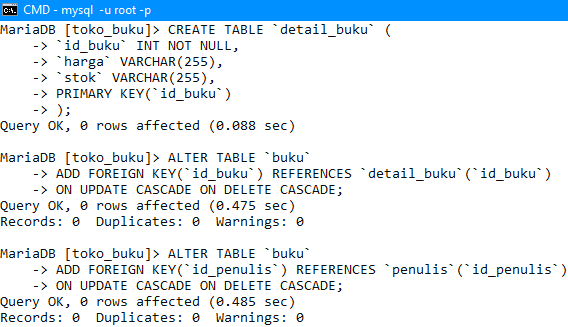 CMD - mysql -u root -p
MariaDB [toko_buku]> CREATE TABLE `detail_buku` (
    -> `id_buku` INT NOT NULL,
    -> `harga` VARCHAR(255),
    -> `stok` VARCHAR(255),
    -> PRIMARY KEY(`id_buku`)
    -> );
Query OK, 0 rows affected (0.088 sec)
MariaDB [toko_buku]> ALTER TABLE `buku`
    -> ADD FOREIGN KEY(`id_buku`) REFERENCES `detail_buku`(`id_buku`)
    -> ON UPDATE CASCADE ON DELETE CASCADE;
Query OK, 0 rows affected (0.475 sec)
Records: 0  Duplicates: 0  Warnings: 0
MariaDB [toko_buku]> ALTER TABLE `buku`
    -> ADD FOREIGN KEY(`id_penulis`) REFERENCES `penulis`(`id_penulis`)
    -> ON UPDATE CASCADE ON DELETE CASCADE;
Query OK, 0 rows affected (0.485 sec)
Records: 0  Duplicates: 0  Warnings: 0